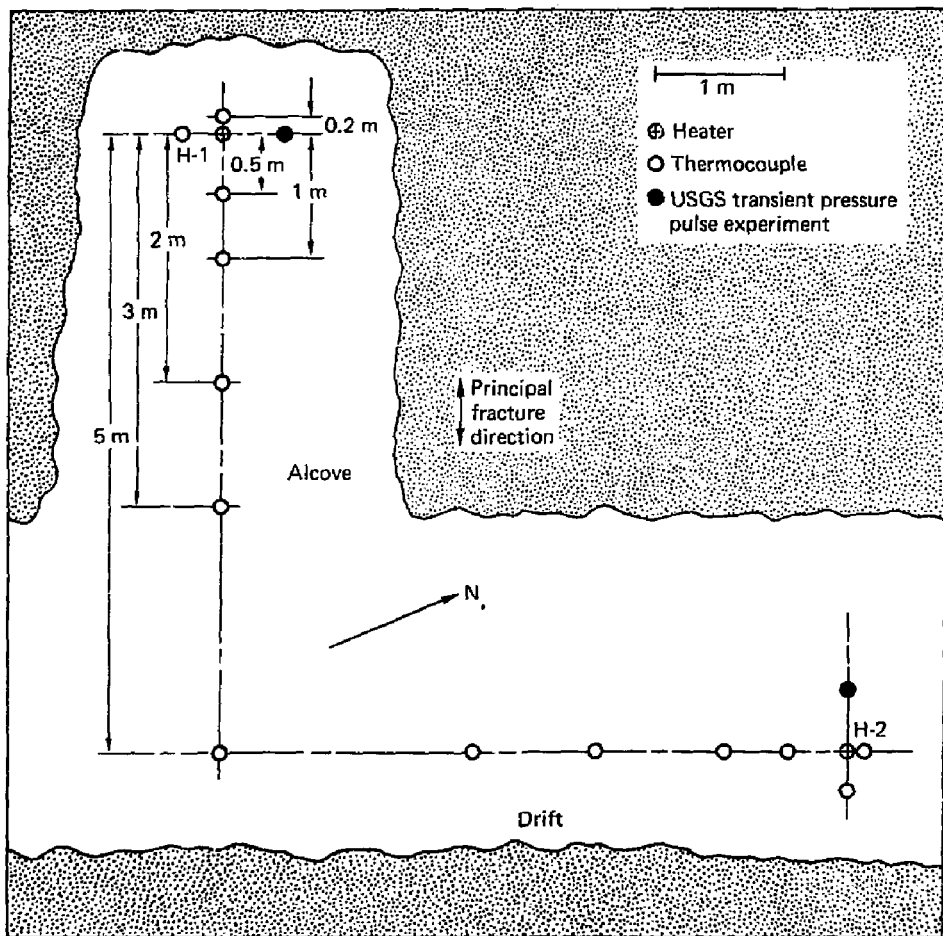 1 m
Heater
Thermocouple
USGS transient pressure
pulse experiment
0.2 m
H-1
0.5 m
1 m
2 m
3 m
5 m
Principal
fracture
direction
Alcove
N
H-2
Drift